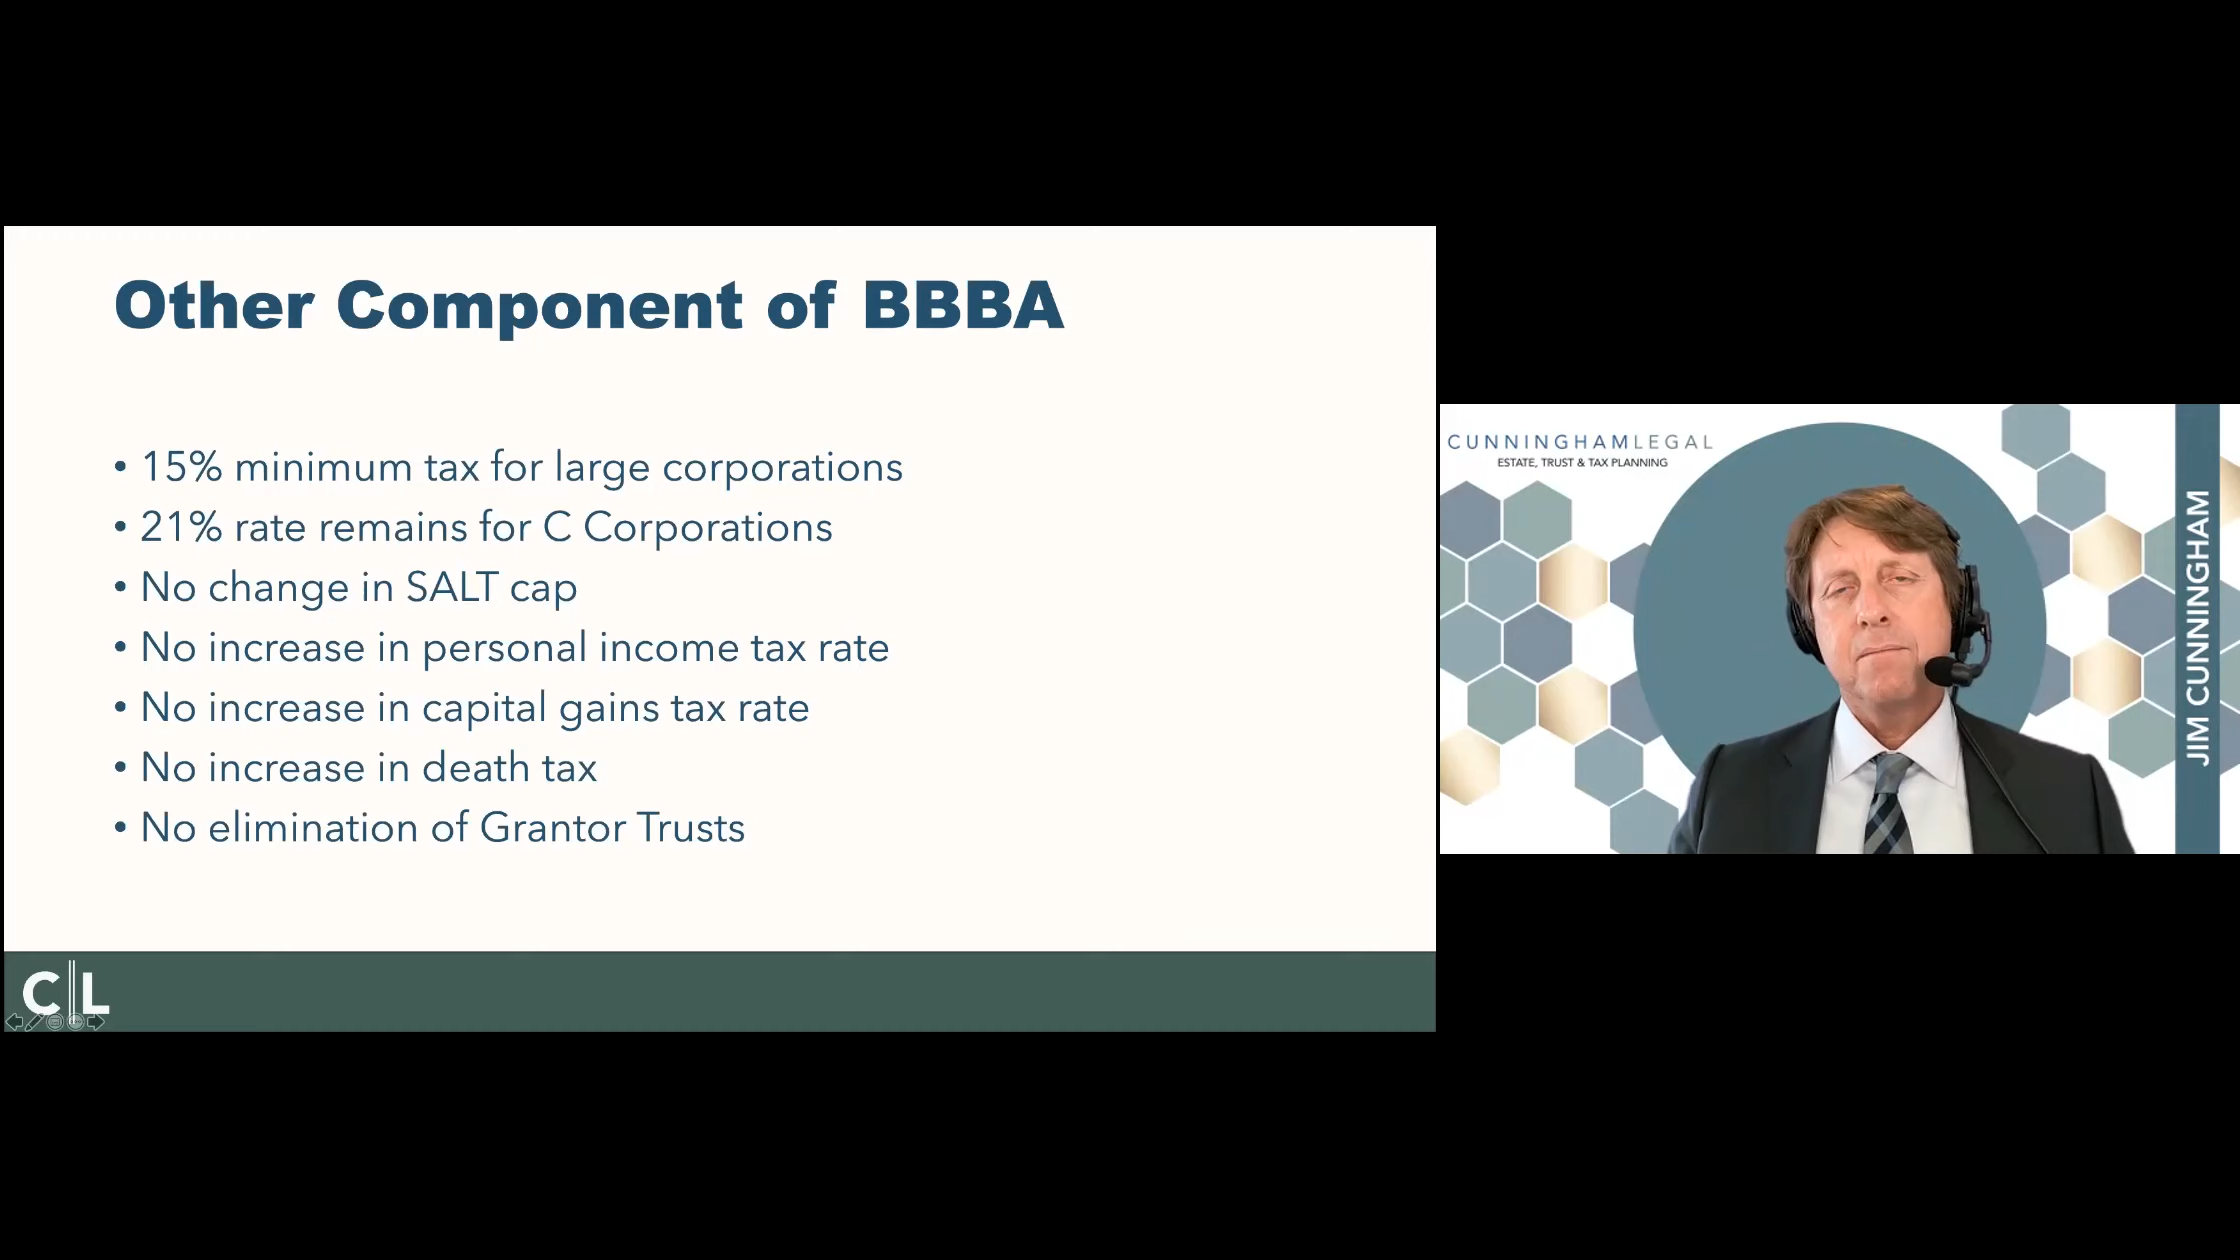 Other Component of BBBA
• 15% minimum tax for large corporations
• 21% rate remains for C Corporations
• No change in SALT cap
• No increase in personal income tax rate
• No increase in capital gains tax rate
• No increase in death tax
• No elimination of Grantor Trusts
CL
CUNNINGHAMLEGAL
ESTATE, TRUST & TAX PLANNING
JIM CUNNINGHAM